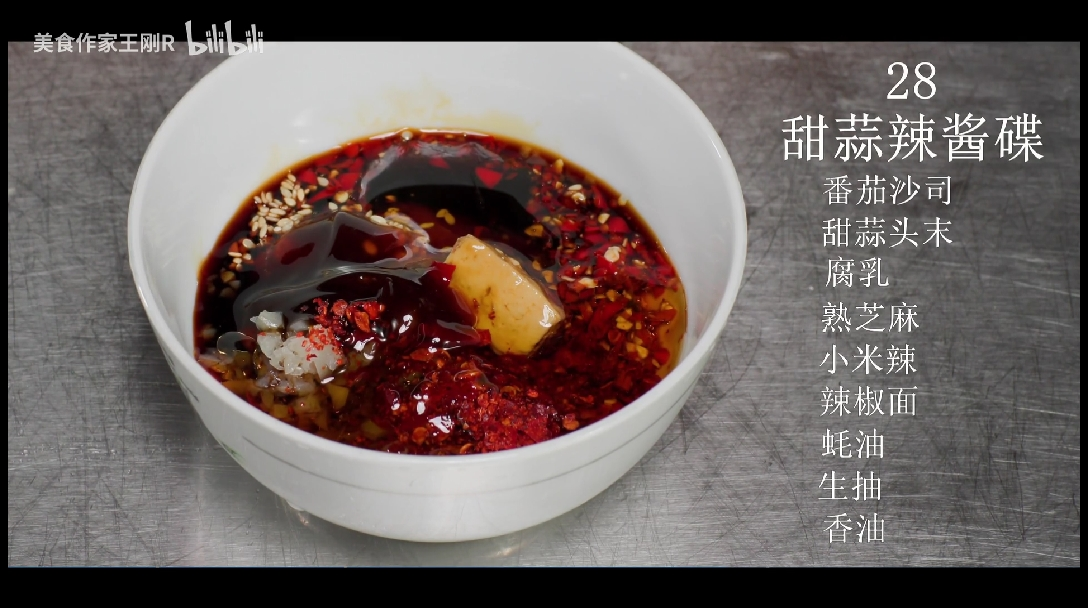 美食作家王刚R bilibili
28
甜蒜辣酱碟
番茄沙司
甜蒜头末
腐乳
熟芝麻
小米辣
辣椒面
蚝油
生抽
香油